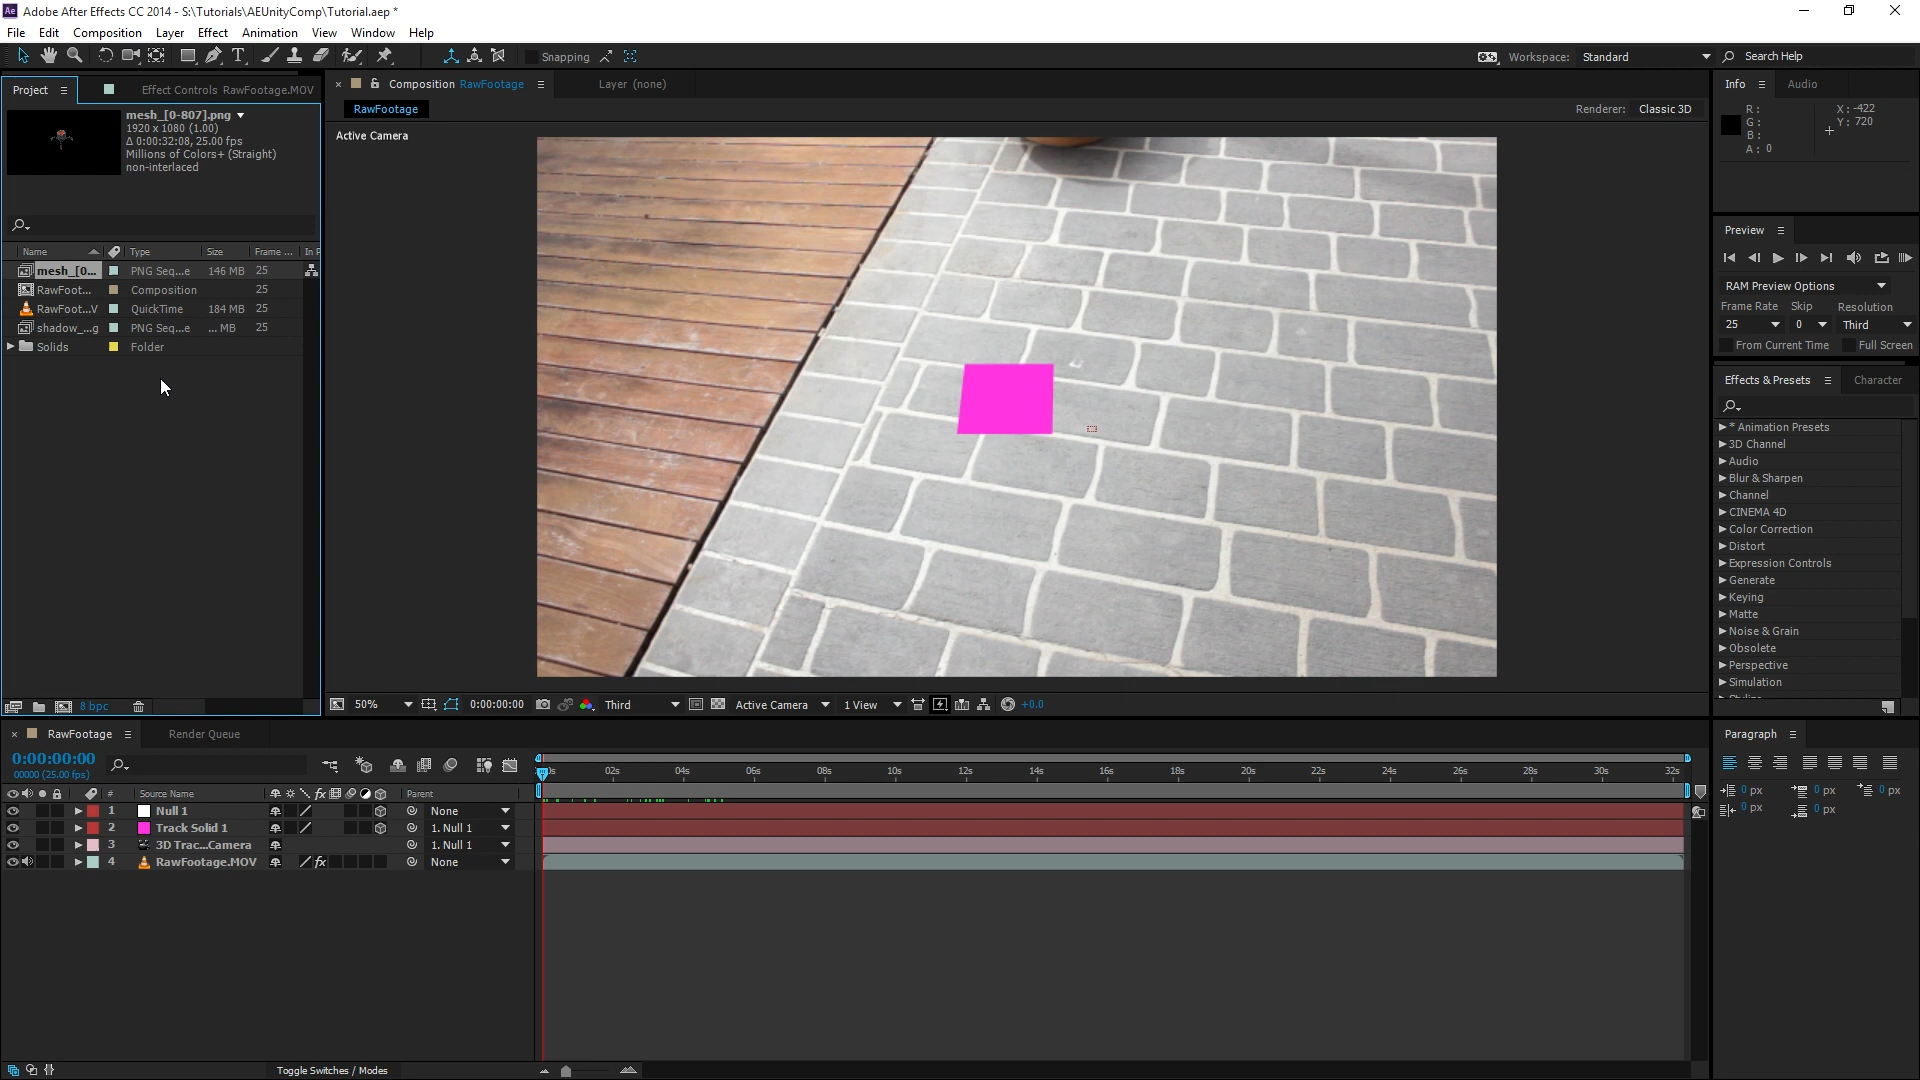 Adobe After Effects CC 2014 - S:\Tutorials\AEUnityComp\Tutorial.aep *
File Edit Composition Layer Effect Animation View Window Help
Snapping
Workspace: Standard
Search Help
Project
Effect Controls RawFootage.MOV
mesh_[0-807].png
1920 x 1080 (1.00)
Δ 0:00:32:08, 25.00 fps
Millions of Colors+ (Straight)
non-interlaced
Name Type Size Frame ... In P
mesh_[0... PNG Seq...e 146 MB 25
RawFoot... Composition 25
RawFoot...V QuickTime 184 MB 25
shadow_...g PNG Seq...e ... MB 25
Solids Folder
8 bpc
Composition RawFootage
Layer (none)
RawFootage
Renderer: Classic 3D
Active Camera
50% 0:00:00:00 Third Active Camera 1 View +0.0
Info Audio
R: X: -422
G: Y: 720
B:
A: 0
Preview
RAM Preview Options
Frame Rate Skip Resolution
25 0 Third
From Current Time Full Screen
Effects & Presets Character
* Animation Presets
3D Channel
Audio
Blur & Sharpen
Channel
CINEMA 4D
Color Correction
Distort
Expression Controls
Generate
Keying
Matte
Noise & Grain
Obsolete
Perspective
Simulation
RawFootage Render Queue
0:00:00:00
00000 (25.00 fps)
02s 04s 06s 08s 10s 12s 14s 16s 18s 20s 22s 24s 26s 28s 30s 32s
# Source Name fx Parent
1 Null 1 None
2 Track Solid 1 1. Null 1
3 3D Trac...Camera 1. Null 1
4 RawFootage.MOV fx None
Toggle Switches / Modes
Paragraph
0 px 0 px 0 px
0 px 0 px